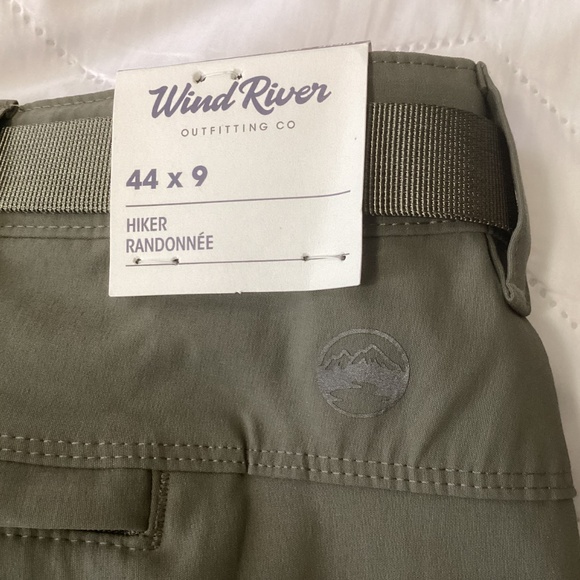 Wind River
OUTFITTING CO
44 x 9
HIKER
RANDONNÉE